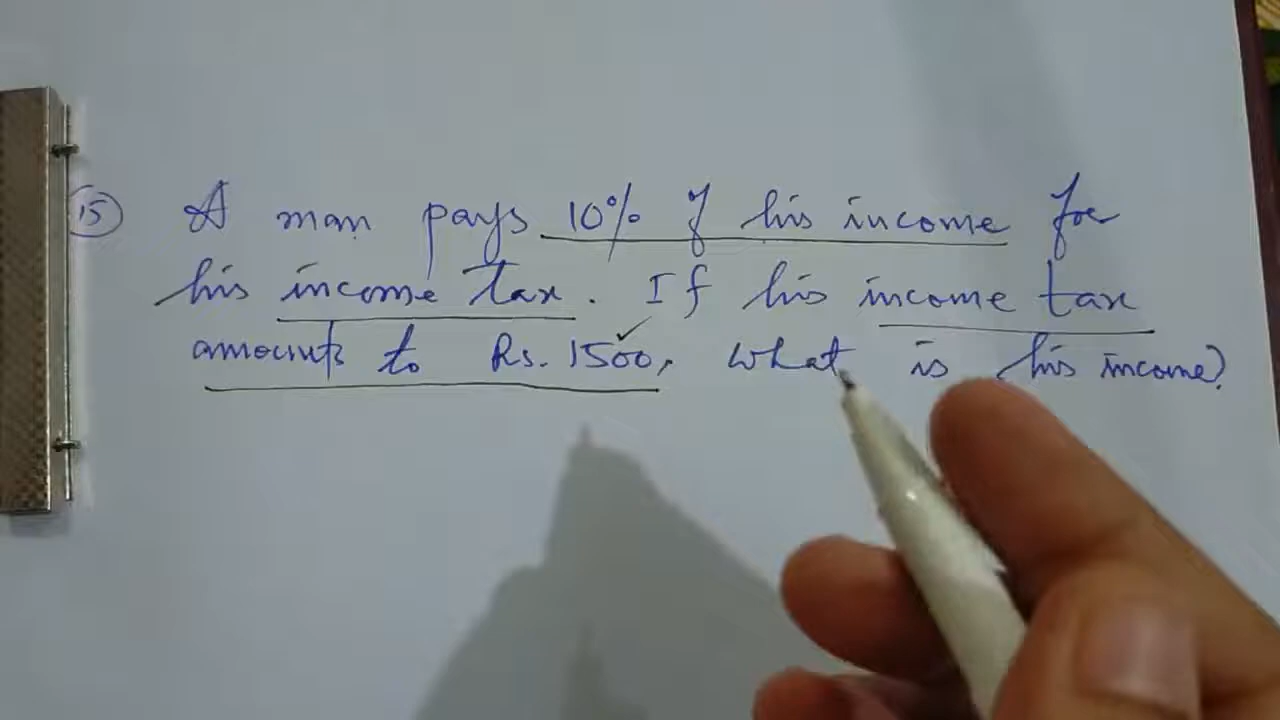 15 A man pays 10% of his income for
his income tax. If his income tax
amounts to Rs. 1500, what is his income?